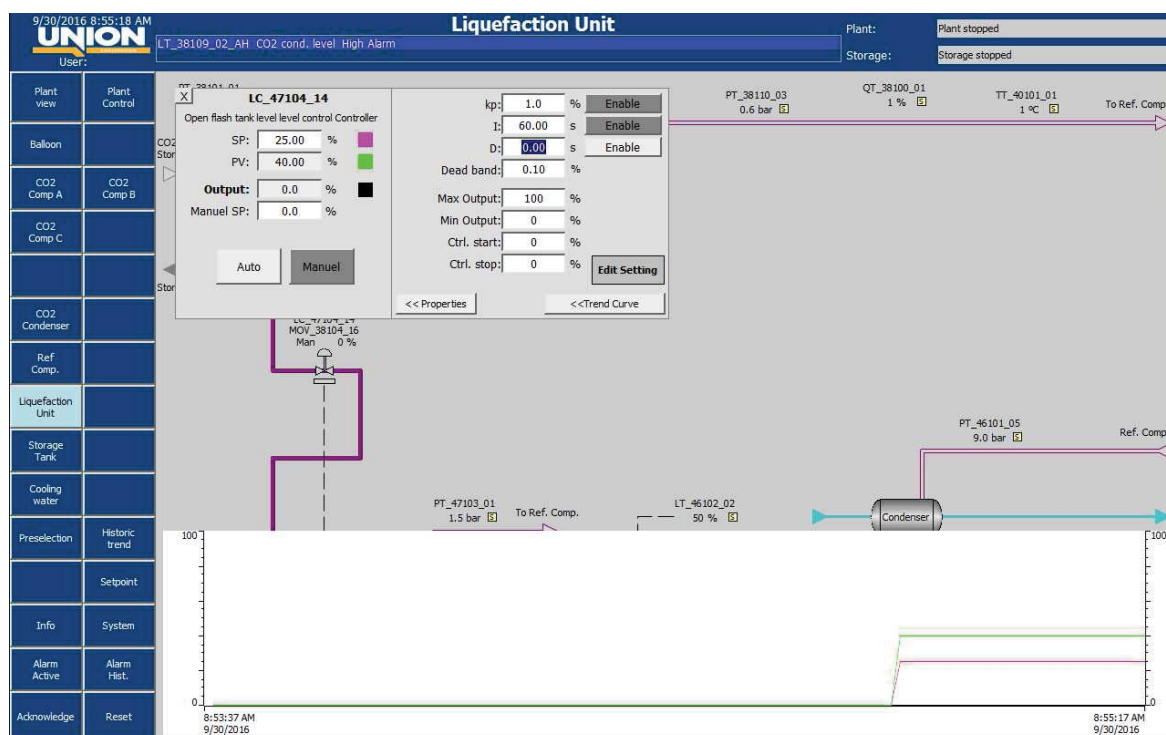 9/30/2016 8:55:18 AM
UNION
User:
Liquefaction Unit
LT_38109_02_AH CO2 cond. level High Alarm
Plant:
Plant stopped
Storage:
Storage stopped
Plant view
Plant Control
Balloon
CO2 Comp A
CO2 Comp B
CO2 Comp C
CO2 Condenser
Ref Comp.
Liquefaction Unit
Storage Tank
Cooling water
Preselection
Historic trend
Setpoint
Info
System
Alarm Active
Alarm Hist.
Acknowledge
Reset
PT_38101_01
CO2
Stor
Stor
X
LC_47104_14
Open flash tank level level control Controller
SP: 25.00 %
PV: 40.00 %
Output: 0.0 %
Manuel SP: 0.0 %
Auto
Manuel
kp: 1.0 % Enable
I: 60.00 s Enable
D: 0.00 s Enable
Dead band: 0.10 %
Max Output: 100 %
Min Output: 0 %
Ctrl. start: 0 %
Ctrl. stop: 0 %
Edit Setting
<< Properties
<<Trend Curve
PT_38110_03
0.6 bar S
QT_38100_01
1 % S
TT_40101_01
1 ºC S
To Ref. Comp
LC_47104_14
MOV_38104_16
Man 0 %
PT_46101_05
9.0 bar S
Ref. Comp
PT_47103_01
1.5 bar S
To Ref. Comp.
LT_46102_02
50 % S
Condenser
100
100
0
0
8:53:37 AM
9/30/2016
8:55:17 AM
9/30/2016